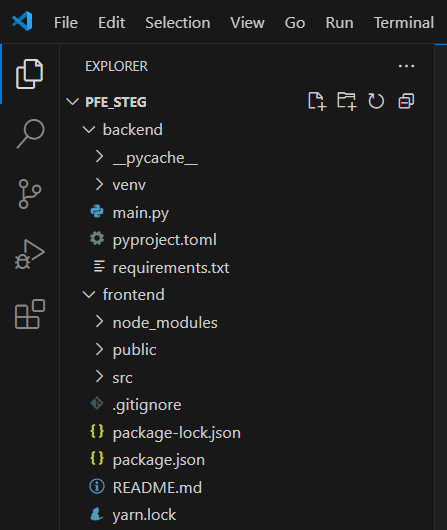 File Edit Selection View Go Run Terminal
EXPLORER
PFE_STEG
backend
__pycache__
venv
main.py
pyproject.toml
requirements.txt
frontend
node_modules
public
src
.gitignore
package-lock.json
package.json
README.md
yarn.lock